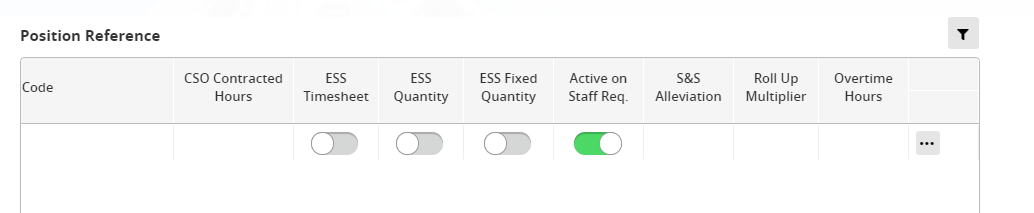 Position Reference
Code
CSO Contracted
Hours
ESS
Timesheet
ESS
Quantity
ESS Fixed
Quantity
Active on
Staff Req.
S&S
Alleviation
Roll Up
Multiplier
Overtime
Hours